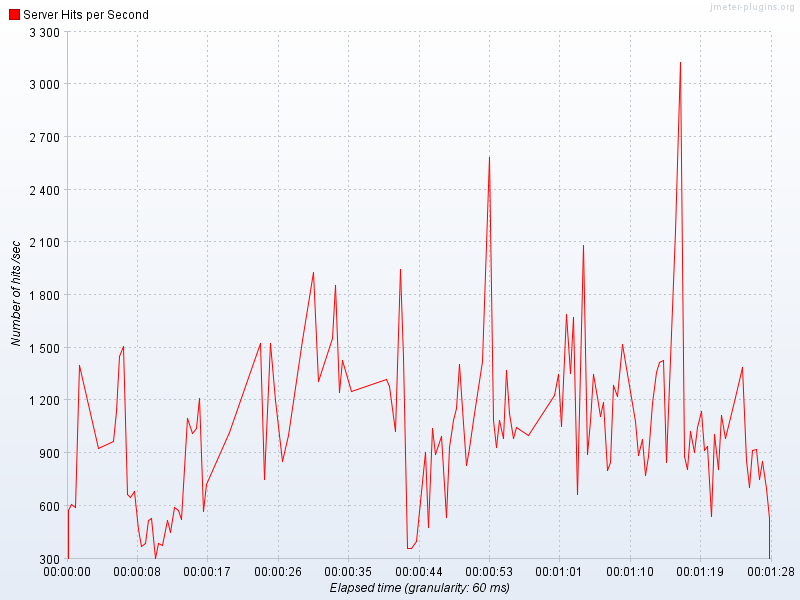 Server Hits per Second
jmeter-plugins.org
3 300
3 000
2 700
2 400
2 100
1 800
1 500
1 200
900
600
300
Number of hits /sec
00:00:00 00:00:08 00:00:17 00:00:26 00:00:35 00:00:44 00:00:53 00:01:01 00:01:10 00:01:19 00:01:28
Elapsed time (granularity: 60 ms)